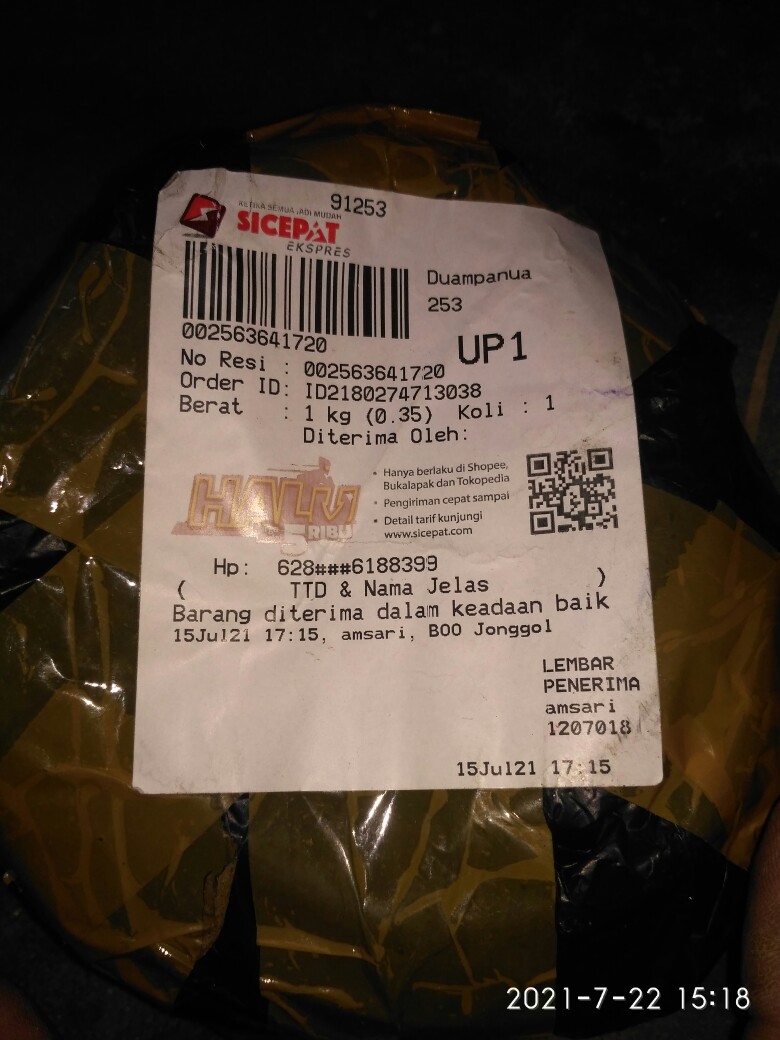 91253
KETIKA SEMUA JADI MUDAH
SICEPAT
EKSPRES
Duampanua
253
002563641720
UP1
No Resi : 002563641720
Order ID: ID2180274713038
Berat : 1 kg (0.35) Koli : 1
Diterima Oleh:
HALU
5 RIBU
• Hanya berlaku di Shopee,
Bukalapak dan Tokopedia
• Pengiriman cepat sampai
• Detail tarif kunjungi
www.sicepat.com
Hp: 628###6188399
( TTD & Nama Jelas )
Barang diterima dalam keadaan baik
15Jul21 17:15, amsari, BOO Jonggol
LEMBAR
PENERIMA
amsari
1207018
15Jul21 17:15
2021-7-22 15:18